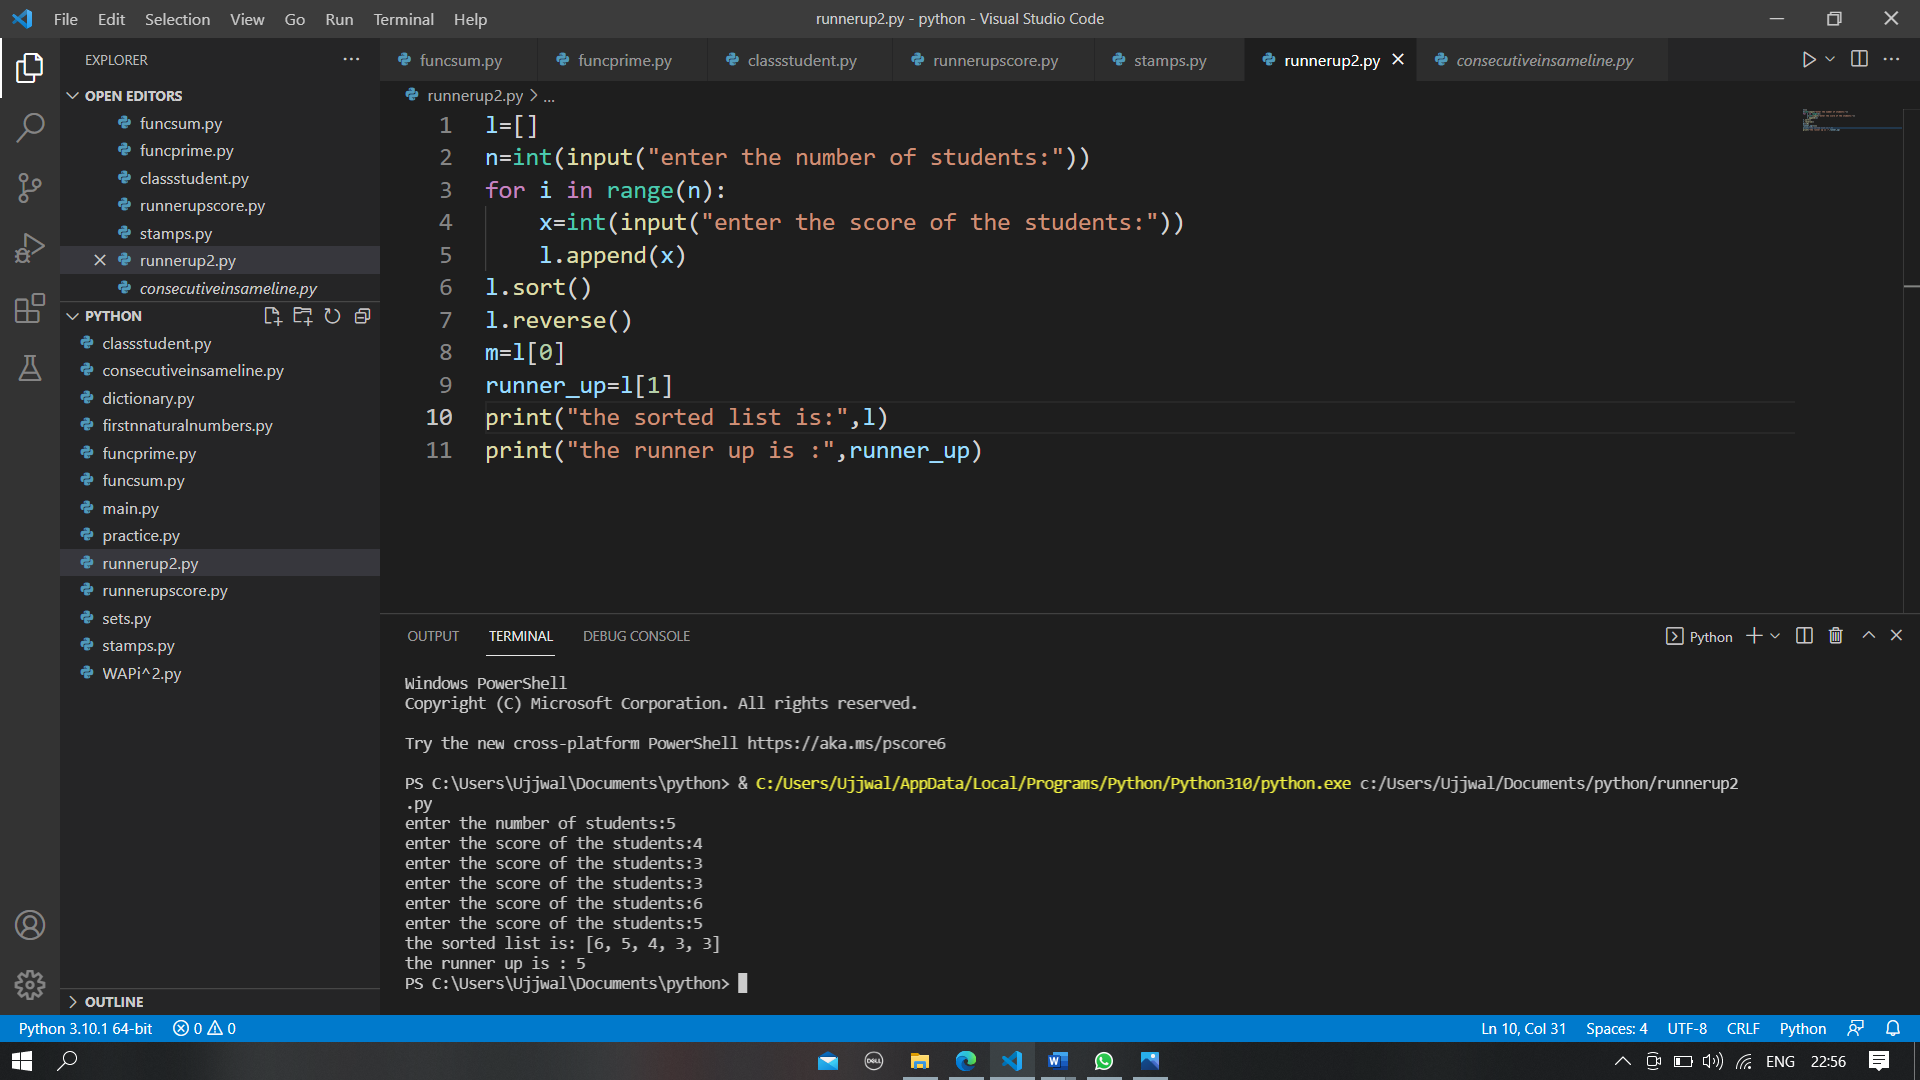 File Edit Selection View Go Run Terminal Help
runnerup2.py - python - Visual Studio Code
EXPLORER
funcsum.py funcprime.py classstudent.py runnerupscore.py stamps.py runnerup2.py consecutiveinsameline.py
OPEN EDITORS
funcsum.py
funcprime.py
classstudent.py
runnerupscore.py
stamps.py
runnerup2.py
consecutiveinsameline.py
PYTHON
classstudent.py
consecutiveinsameline.py
dictionary.py
firstnnaturalnumbers.py
funcprime.py
funcsum.py
main.py
practice.py
runnerup2.py
runnerupscore.py
sets.py
stamps.py
WAPi^2.py
OUTLINE
runnerup2.py > ...
1 l=[]
2 n=int(input("enter the number of students:"))
3 for i in range(n):
4     x=int(input("enter the score of the students:"))
5     l.append(x)
6 l.sort()
7 l.reverse()
8 m=l[0]
9 runner_up=l[1]
10 print("the sorted list is:",l)
11 print("the runner up is :",runner_up)
OUTPUT TERMINAL DEBUG CONSOLE
Python
Windows PowerShell
Copyright (C) Microsoft Corporation. All rights reserved.
Try the new cross-platform PowerShell https://aka.ms/pscore6
PS C:\Users\Ujjwal\Documents\python> & C:/Users/Ujjwal/AppData/Local/Programs/Python/Python310/python.exe c:/Users/Ujjwal/Documents/python/runnerup2
.py
enter the number of students:5
enter the score of the students:4
enter the score of the students:3
enter the score of the students:3
enter the score of the students:6
enter the score of the students:5
the sorted list is: [6, 5, 4, 3, 3]
the runner up is : 5
PS C:\Users\Ujjwal\Documents\python>
Python 3.10.1 64-bit 0 0 Ln 10, Col 31 Spaces: 4 UTF-8 CRLF Python
DELL W ENG 22:56